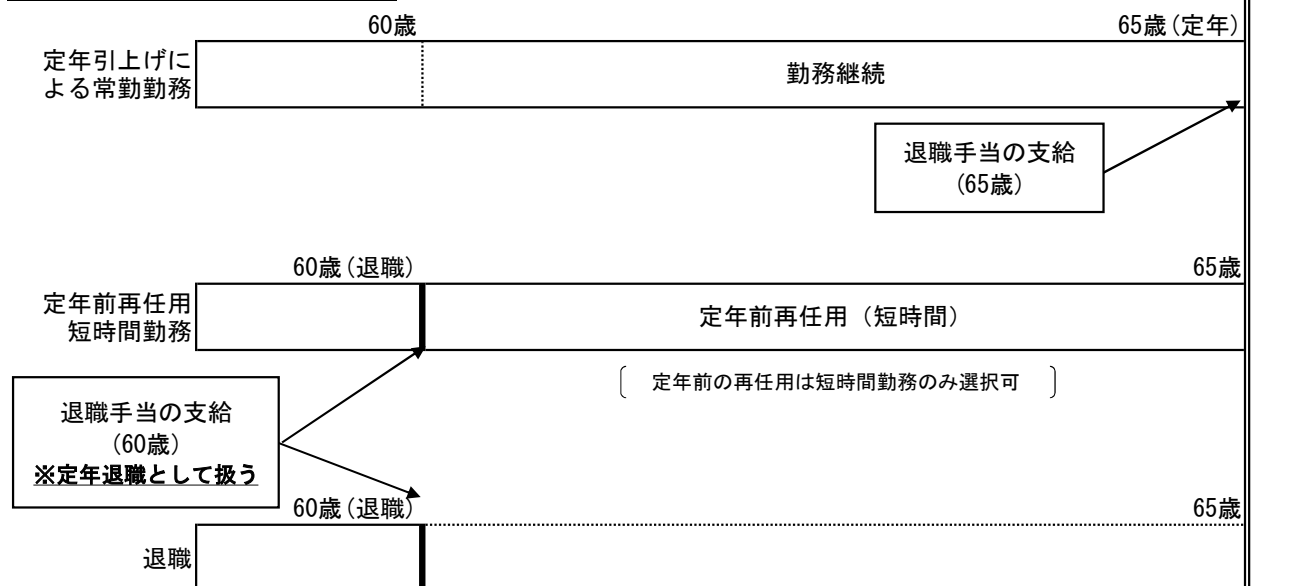 60歳
65歳(定年)
定年引上げに
よる常勤勤務
勤務継続
退職手当の支給
(65歳)
60歳(退職)
65歳
定年前再任用
短時間勤務
定年前再任用（短時間）
〔 定年前の再任用は短時間勤務のみ選択可 〕
退職手当の支給
(60歳)
※定年退職として扱う
60歳(退職)
65歳
退職